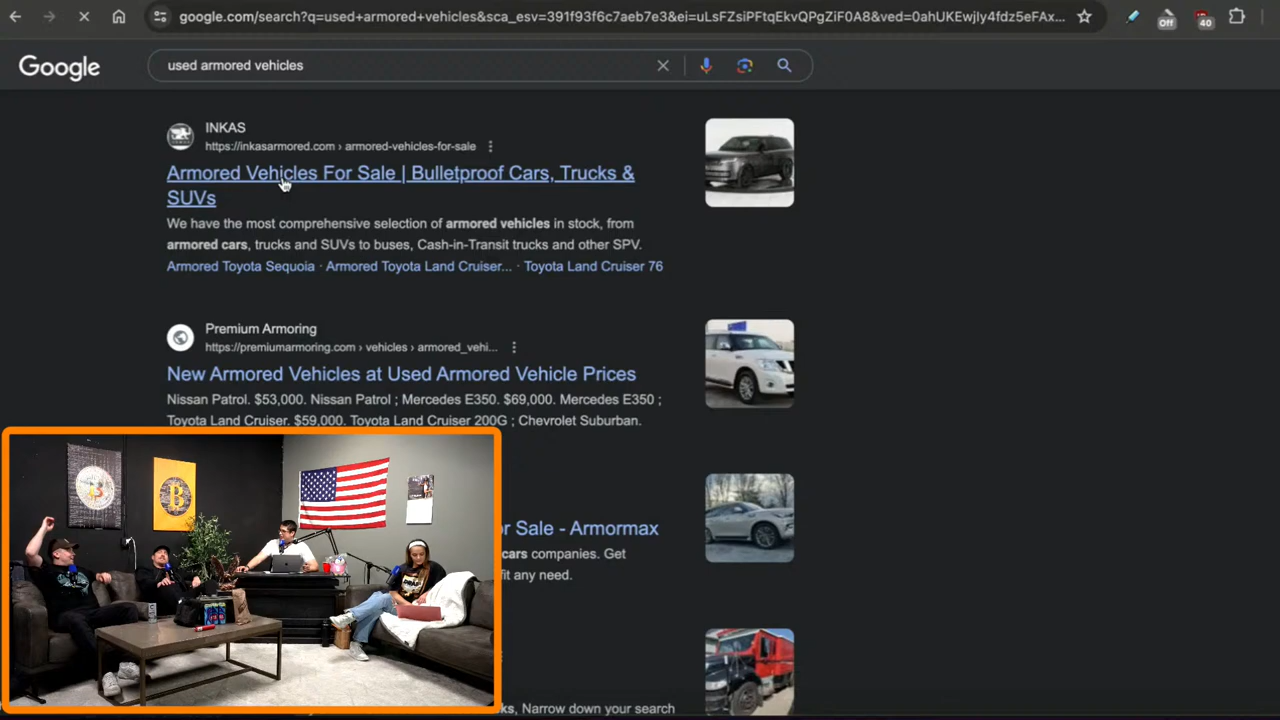 google.com/search?q=used+armored+vehicles&sca_esv=391f93f6c7aeb7e3&ei=uLsFZsiPFtqEkvQPgZiF0A8&ved=0ahUKEwjIy4fdz5eFAx...
Off
40
Google
used armored vehicles
INKAS
https://inkasarmored.com › armored-vehicles-for-sale
Armored Vehicles For Sale | Bulletproof Cars, Trucks &
SUVs
We have the most comprehensive selection of armored vehicles in stock, from
armored cars, trucks and SUVs to buses, Cash-in-Transit trucks and other SPV.
Armored Toyota Sequoia · Armored Toyota Land Cruiser... · Toyota Land Cruiser 76
Premium Armoring
https://premiumarmoring.com › vehicles › armored_vehi...
New Armored Vehicles at Used Armored Vehicle Prices
Nissan Patrol. $53,000. Nissan Patrol ; Mercedes E350. $69,000. Mercedes E350 ;
Toyota Land Cruiser. $59,000. Toyota Land Cruiser 200G ; Chevrolet Suburban.
or Sale - Armormax
cars companies. Get
fit any need.
Narrow down your search